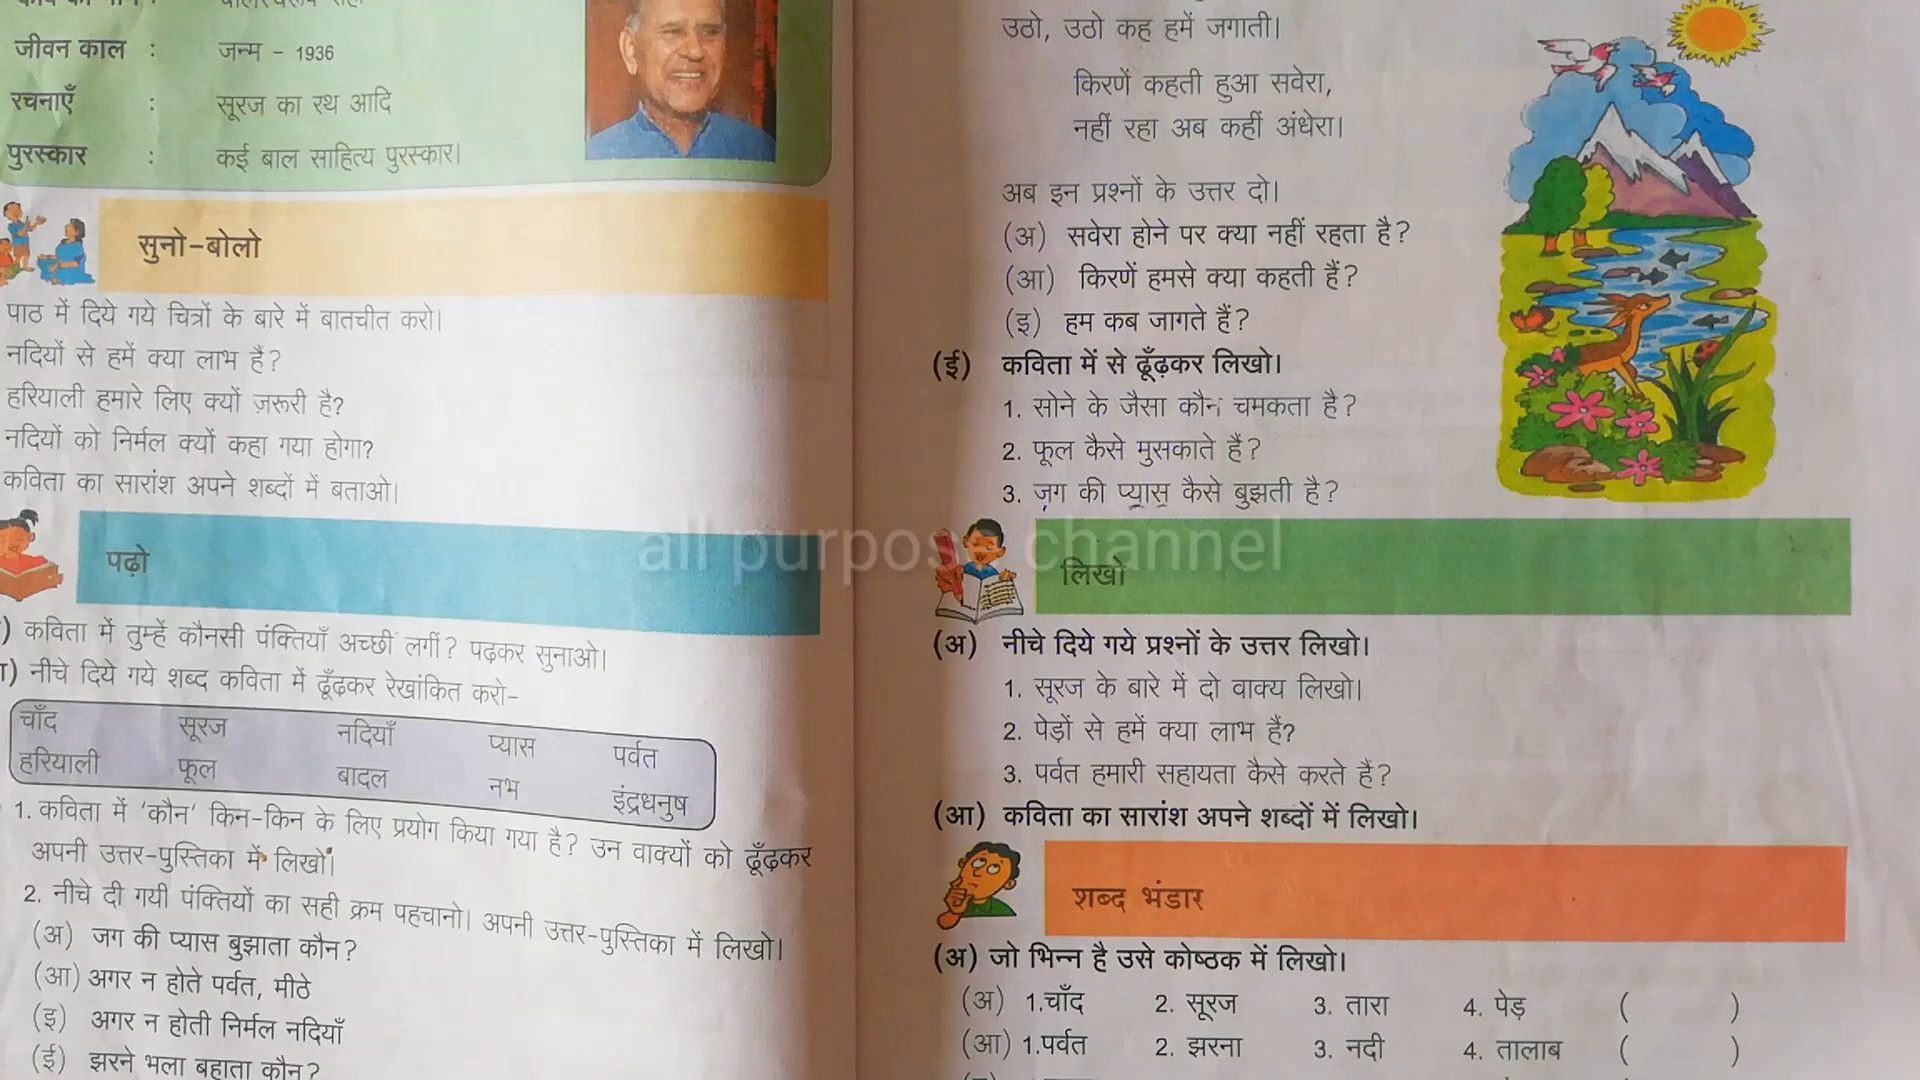 जीवन काल : जन्म - 1936
रचनाएँ : सूरज का रथ आदि
पुरस्कार : कई बाल साहित्य पुरस्कार।
सुनो-बोलो
पाठ में दिये गये चित्रों के बारे में बातचीत करो।
नदियों से हमें क्या लाभ हैं?
हरियाली हमारे लिए क्यों ज़रूरी है?
नदियों को निर्मल क्यों कहा गया होगा?
कविता का सारांश अपने शब्दों में बताओ।
पढ़ो
) कविता में तुम्हें कौनसी पंक्तियाँ अच्छी लगीं? पढ़कर सुनाओ।
) नीचे दिये गये शब्द कविता में ढूँढ़कर रेखांकित करो-
चाँद सूरज नदियाँ प्यास पर्वत
हरियाली फूल बादल नभ इंद्रधनुष
1. कविता में 'कौन' किन-किन के लिए प्रयोग किया गया है? उन वाक्यों को ढूँढ़कर
अपनी उत्तर-पुस्तिका में लिखो।
2. नीचे दी गयी पंक्तियों का सही क्रम पहचानो। अपनी उत्तर-पुस्तिका में लिखो।
(अ) जग की प्यास बुझाता कौन?
(आ) अगर न होते पर्वत, मीठे
(इ) अगर न होती निर्मल नदियाँ
(ई) झरने भला बहाता कौन?
उठो, उठो कह हमें जगाती।
किरणें कहती हुआ सवेरा,
नहीं रहा अब कहीं अंधेरा।
अब इन प्रश्नों के उत्तर दो।
(अ) सवेरा होने पर क्या नहीं रहता है?
(आ) किरणें हमसे क्या कहती हैं?
(इ) हम कब जागते हैं?
(ई) कविता में से ढूँढ़कर लिखो।
1. सोने के जैसा कौन चमकता है?
2. फूल कैसे मुसकाते हैं?
3. जग की प्यास कैसे बुझती है?
all purpose channel
लिखो
(अ) नीचे दिये गये प्रश्नों के उत्तर लिखो।
1. सूरज के बारे में दो वाक्य लिखो।
2. पेड़ों से हमें क्या लाभ हैं?
3. पर्वत हमारी सहायता कैसे करते हैं?
(आ) कविता का सारांश अपने शब्दों में लिखो।
शब्द भंडार
(अ) जो भिन्न है उसे कोष्ठक में लिखो।
(अ) 1.चाँद 2. सूरज 3. तारा 4. पेड़ ( )
(आ) 1.पर्वत 2. झरना 3. नदी 4. तालाब ( )